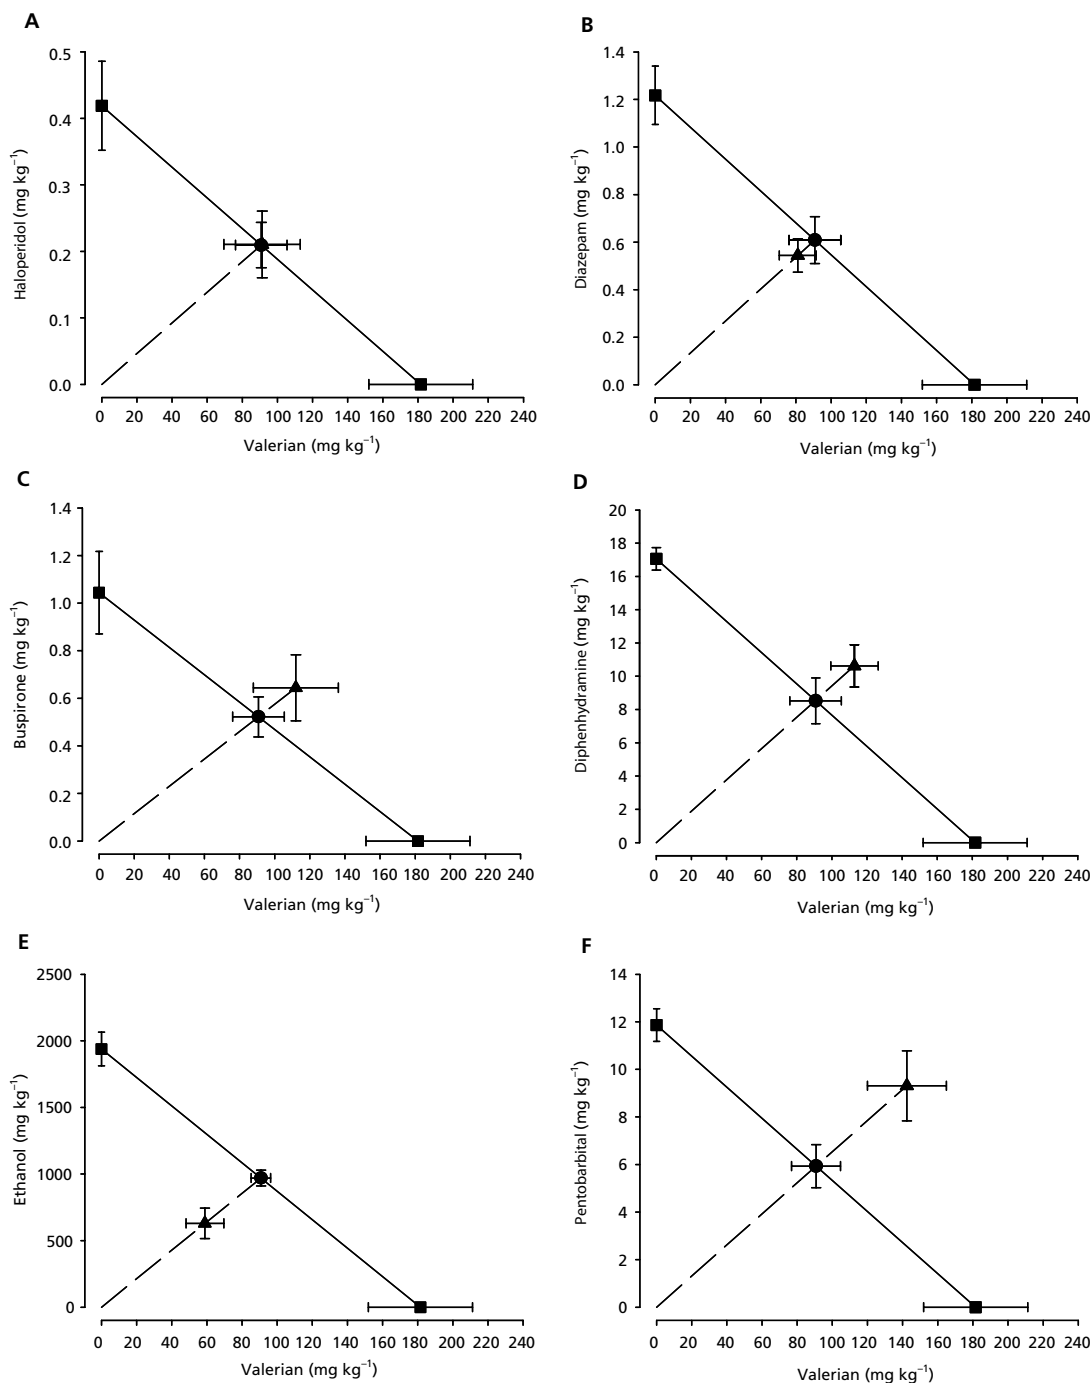 A
0.5
0.4
0.3
0.2
0.1
0.0
Haloperidol (mg kg⁻¹)
0 20 40 60 80 100 120 140 160 180 200 220 240
Valerian (mg kg⁻¹)
B
1.4
1.2
1.0
0.8
0.6
0.4
0.2
0.0
Diazepam (mg kg⁻¹)
0 20 40 60 80 100 120 140 160 180 200 220 240
Valerian (mg kg⁻¹)
C
1.4
1.2
1.0
0.8
0.6
0.4
0.2
0.0
Buspirone (mg kg⁻¹)
0 20 40 60 80 100 120 140 160 180 200 220 240
Valerian (mg kg⁻¹)
D
20
18
16
14
12
10
8
6
4
2
0
Diphenhydramine (mg kg⁻¹)
0 20 40 60 80 100 120 140 160 180 200 220 240
Valerian (mg kg⁻¹)
E
2500
2000
1500
1000
500
0
Ethanol (mg kg⁻¹)
0 20 40 60 80 100 120 140 160 180 200 220 240
Valerian (mg kg⁻¹)
F
14
12
10
8
6
4
2
0
Pentobarbital (mg kg⁻¹)
0 20 40 60 80 100 120 140 160 180 200 220 240
Valerian (mg kg⁻¹)